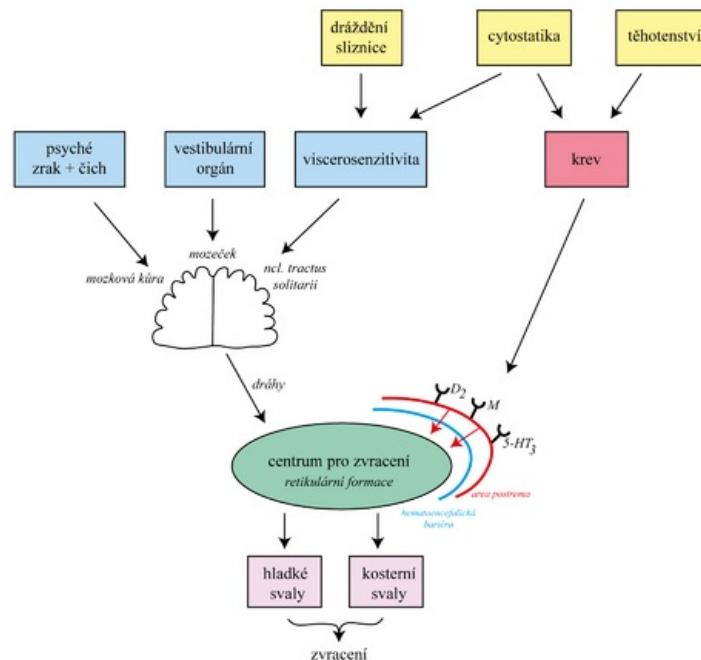 dráždění
sliznice
cytostatika
těhotenství
psyché
zrak + čich
vestibulární
orgán
viscerosenzitivita
krev
mozková kůra
mozeček
ncl. tractus
solitarii
dráhy
D2
M
5-HT3
centrum pro zvracení
retikulární formace
area postrema
hematoencefalická
bariéra
hladké
svaly
kosterní
svaly
zvracení